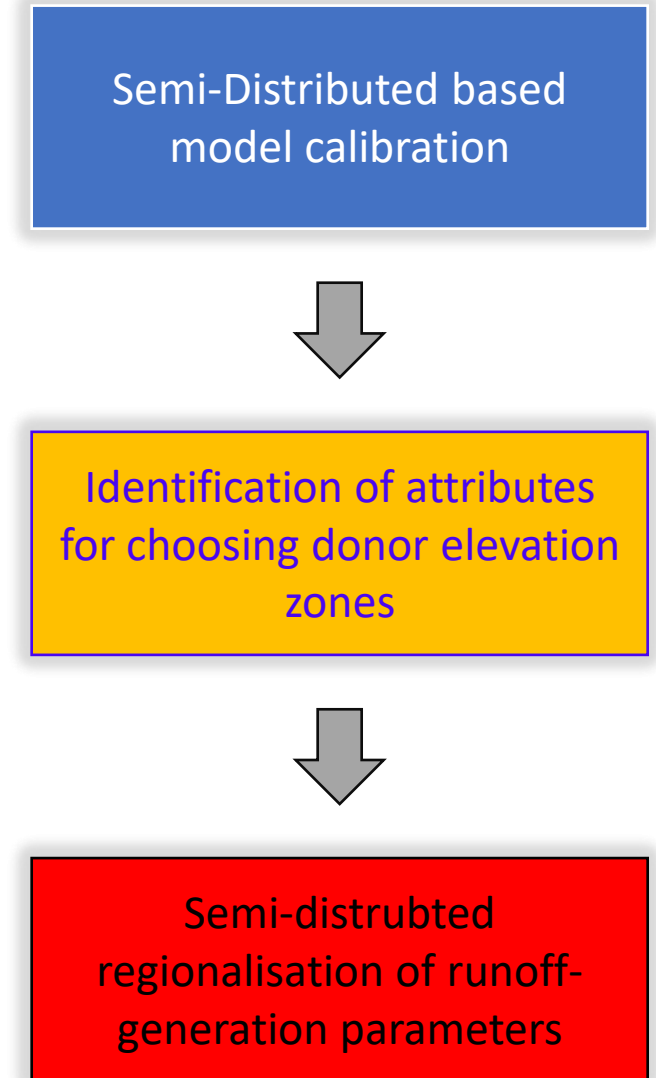 Semi-Distributed based
model calibration
Identification of attributes
for choosing donor elevation
zones
Semi-distrubted
regionalisation of runoff-
generation parameters